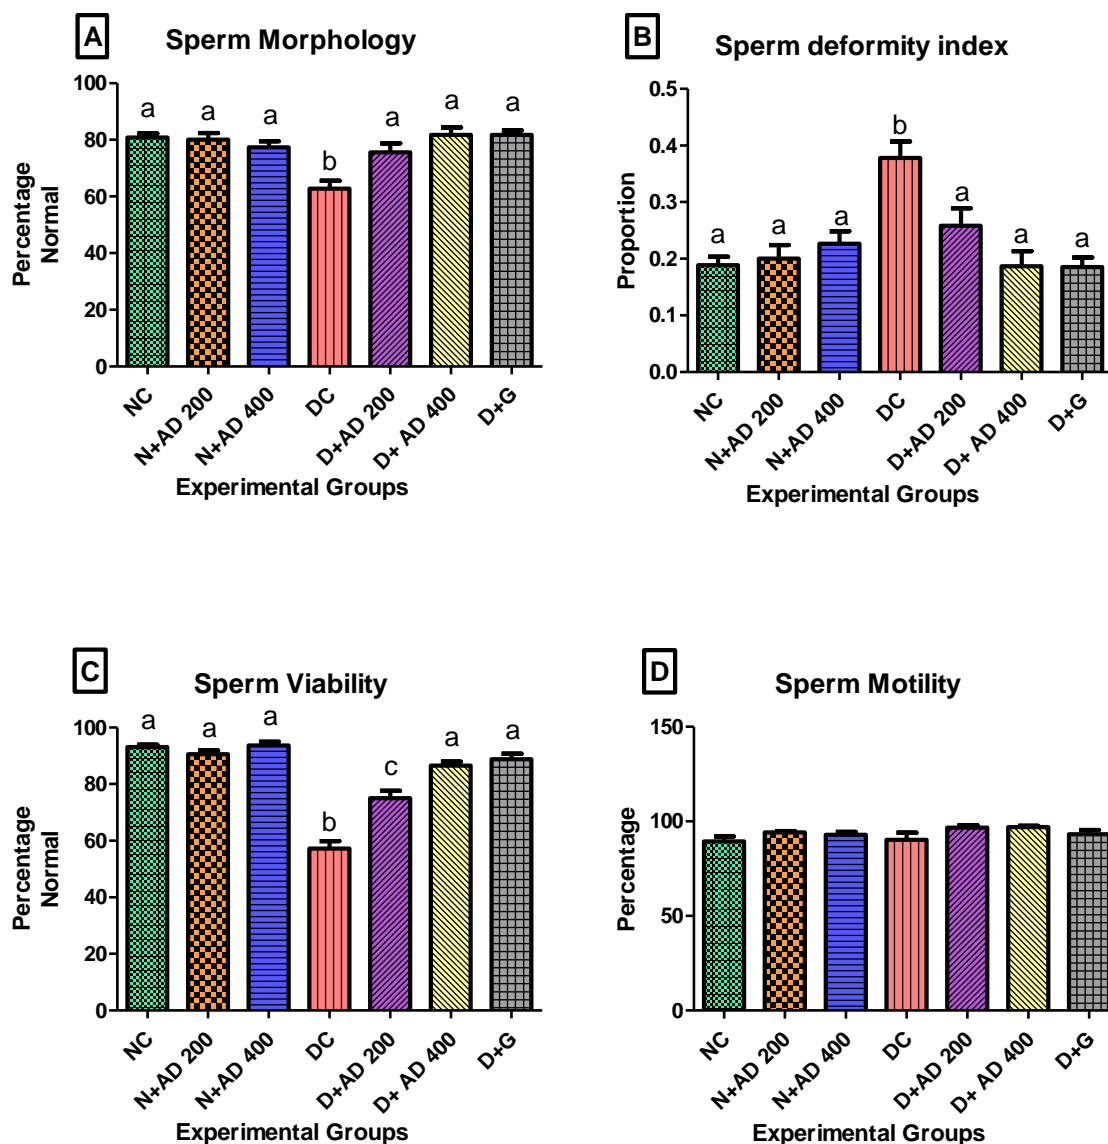 A
Sperm Morphology
Percentage
Normal
100
80
60
40
20
0
a
a
a
b
a
a
a
NC
N+AD 200
N+AD 400
DC
D+AD 200
D+ AD 400
D+G
Experimental Groups
B
Sperm deformity index
Proportion
0.5
0.4
0.3
0.2
0.1
0.0
a
a
a
b
a
a
a
NC
N+AD 200
N+AD 400
DC
D+AD 200
D+ AD 400
D+G
Experimental Groups
C
Sperm Viability
Percentage
Normal
100
80
60
40
20
0
a
a
a
b
c
a
a
NC
N+AD 200
N+AD 400
DC
D+AD 200
D+ AD 400
D+G
Experimental Groups
D
Sperm Motility
Percentage
150
100
50
0
NC
N+AD 200
N+AD 400
DC
D+AD 200
D+ AD 400
D+G
Experimental Groups